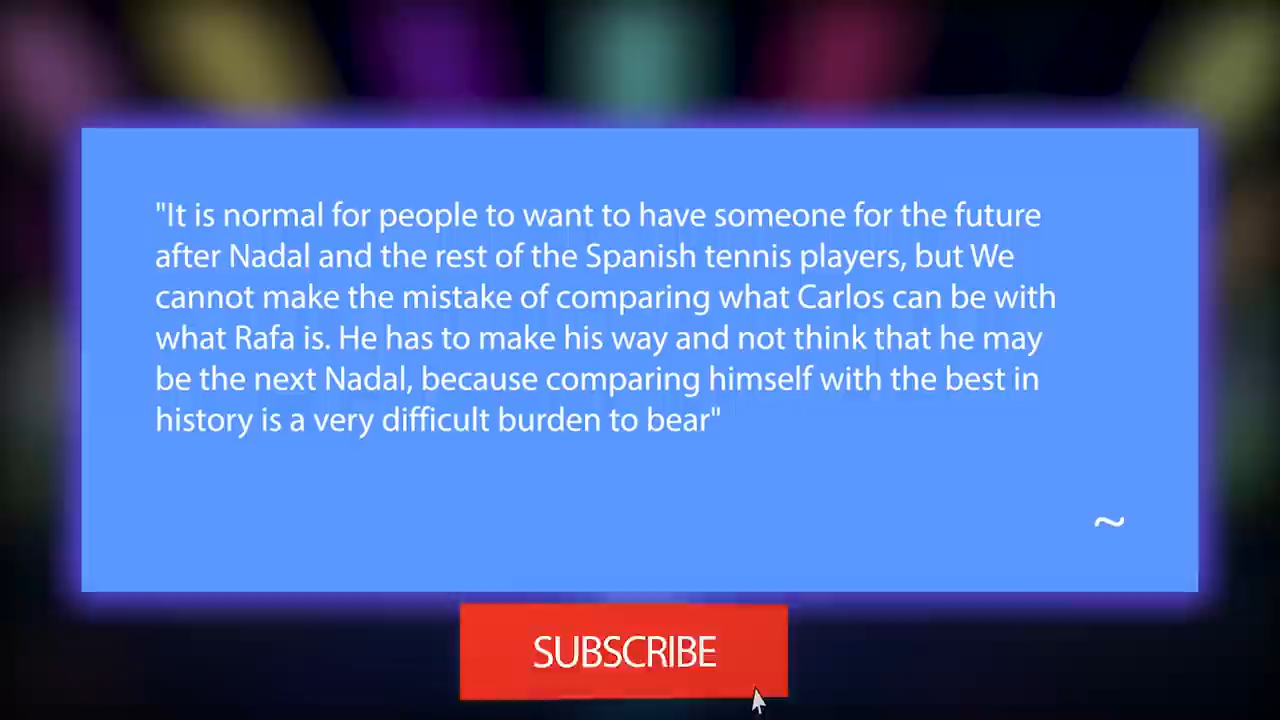 "It is normal for people to want to have someone for the future
after Nadal and the rest of the Spanish tennis players, but We
cannot make the mistake of comparing what Carlos can be with
what Rafa is. He has to make his way and not think that he may
be the next Nadal, because comparing himself with the best in
history is a very difficult burden to bear"
~
SUBSCRIBE